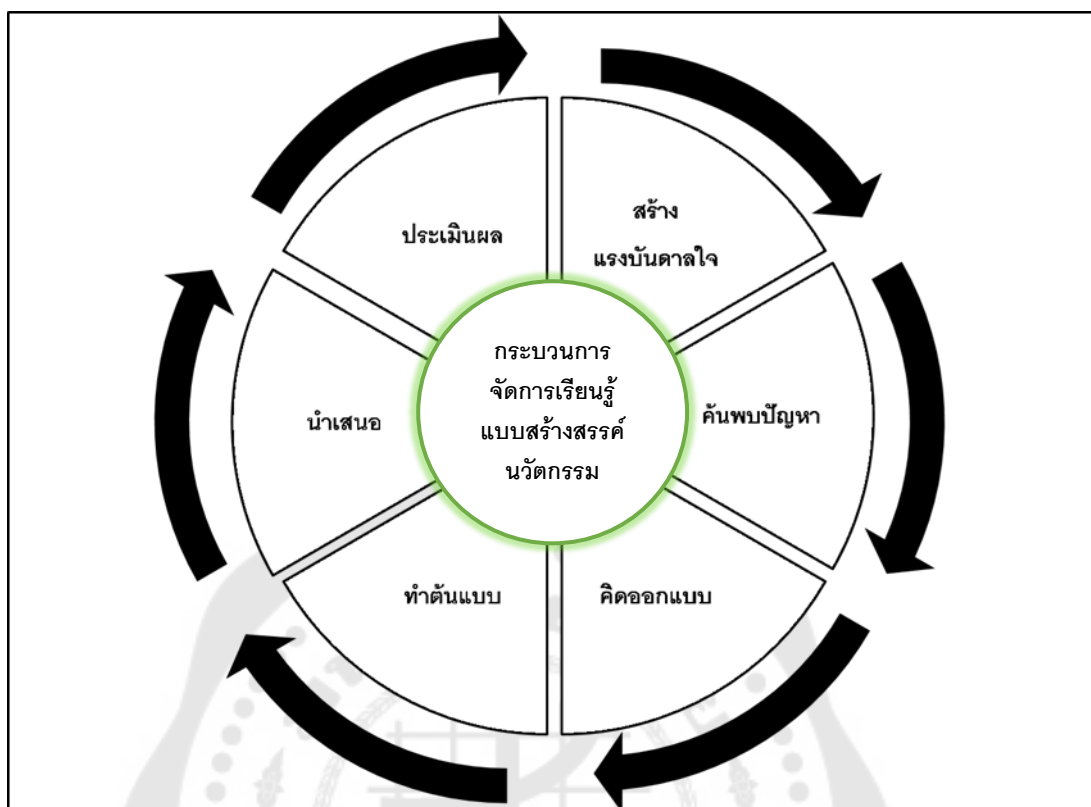 สร้าง
แรงบันดาลใจ
ค้นพบปัญหา
คิดออกแบบ
ทำต้นแบบ
นำเสนอ
ประเมินผล
กระบวนการ
จัดการเรียนรู้
แบบสร้างสรรค์
นวัตกรรม